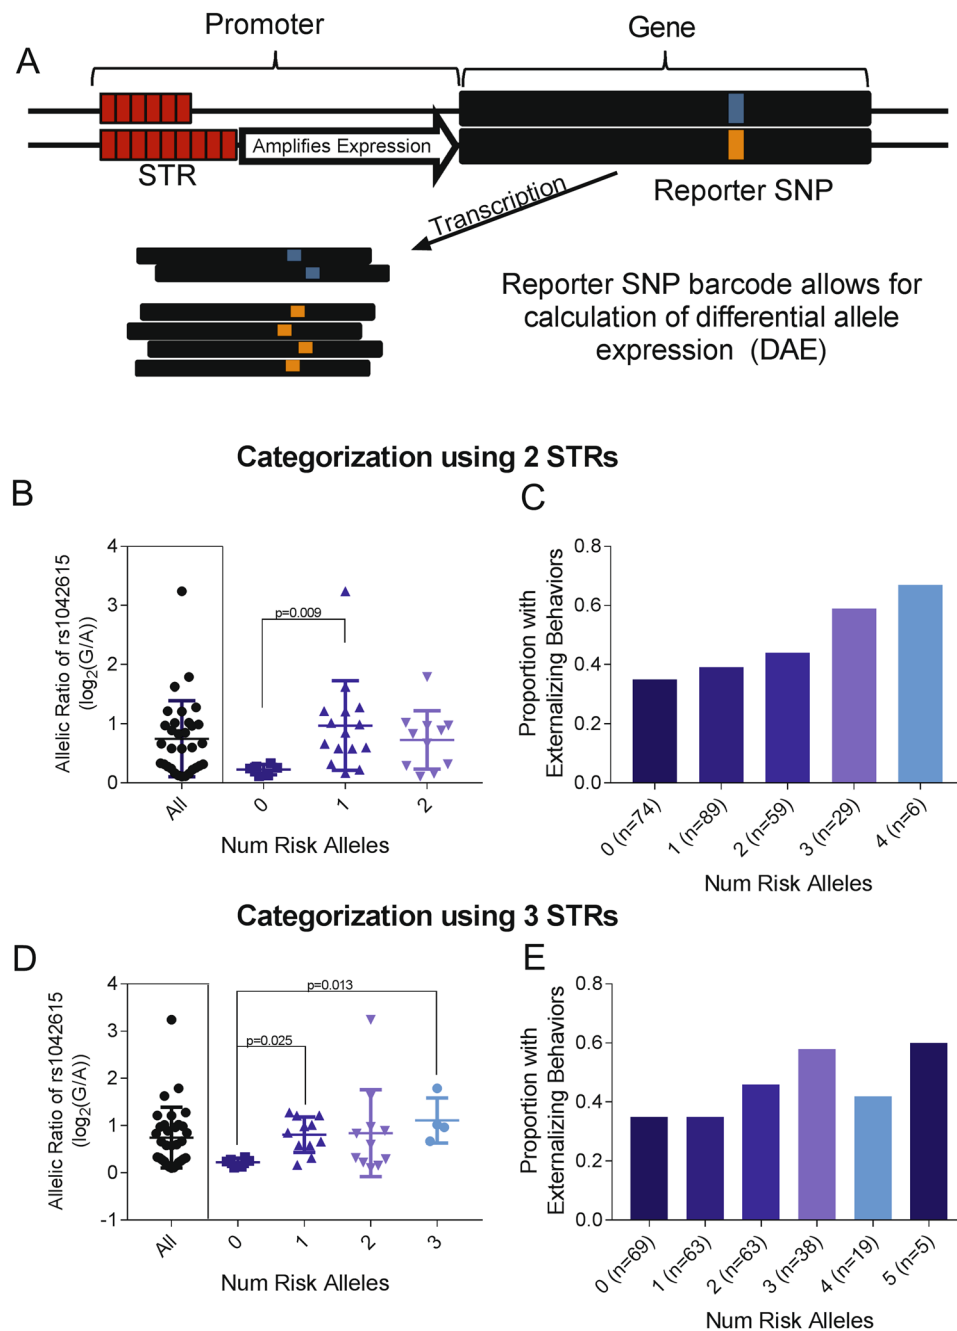 A
Promoter
Gene
Amplifies Expression
STR
Transcription
Reporter SNP
Reporter SNP barcode allows for
calculation of differential allele
expression (DAE)
Categorization using 2 STRs
B
Allelic Ratio of rs1042615
(log2(G/A))
4
3
2
1
0
p=0.009
All
0
1
2
Num Risk Alleles
C
Proportion with
Externalizing Behaviors
0.8
0.6
0.4
0.2
0.0
0 (n=74)
1 (n=89)
2 (n=59)
3 (n=29)
4 (n=6)
Num Risk Alleles
Categorization using 3 STRs
D
Allelic Ratio of rs1042615
(log2(G/A))
4
3
2
1
0
-1
p=0.013
p=0.025
All
0
1
2
3
Num Risk Alleles
E
Proportion with
Externalizing Behaviors
0.8
0.6
0.4
0.2
0.0
0 (n=69)
1 (n=63)
2 (n=63)
3 (n=38)
4 (n=19)
5 (n=5)
Num Risk Alleles